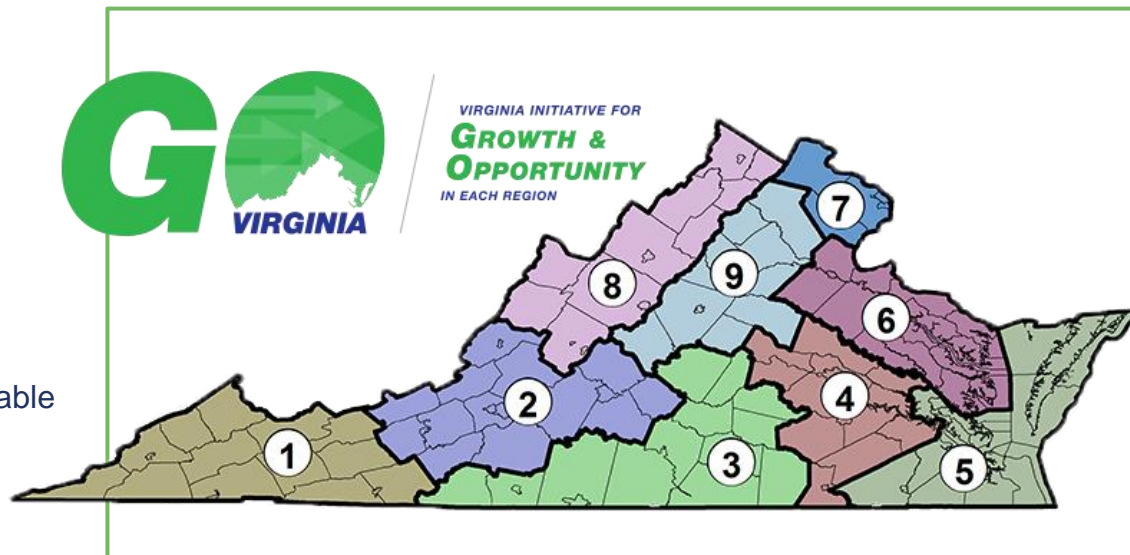 GO
VIRGINIA
VIRGINIA INITIATIVE FOR
GROWTH &
OPPORTUNITY
IN EACH REGION
7
8
9
6
able
2
4
1
3
5